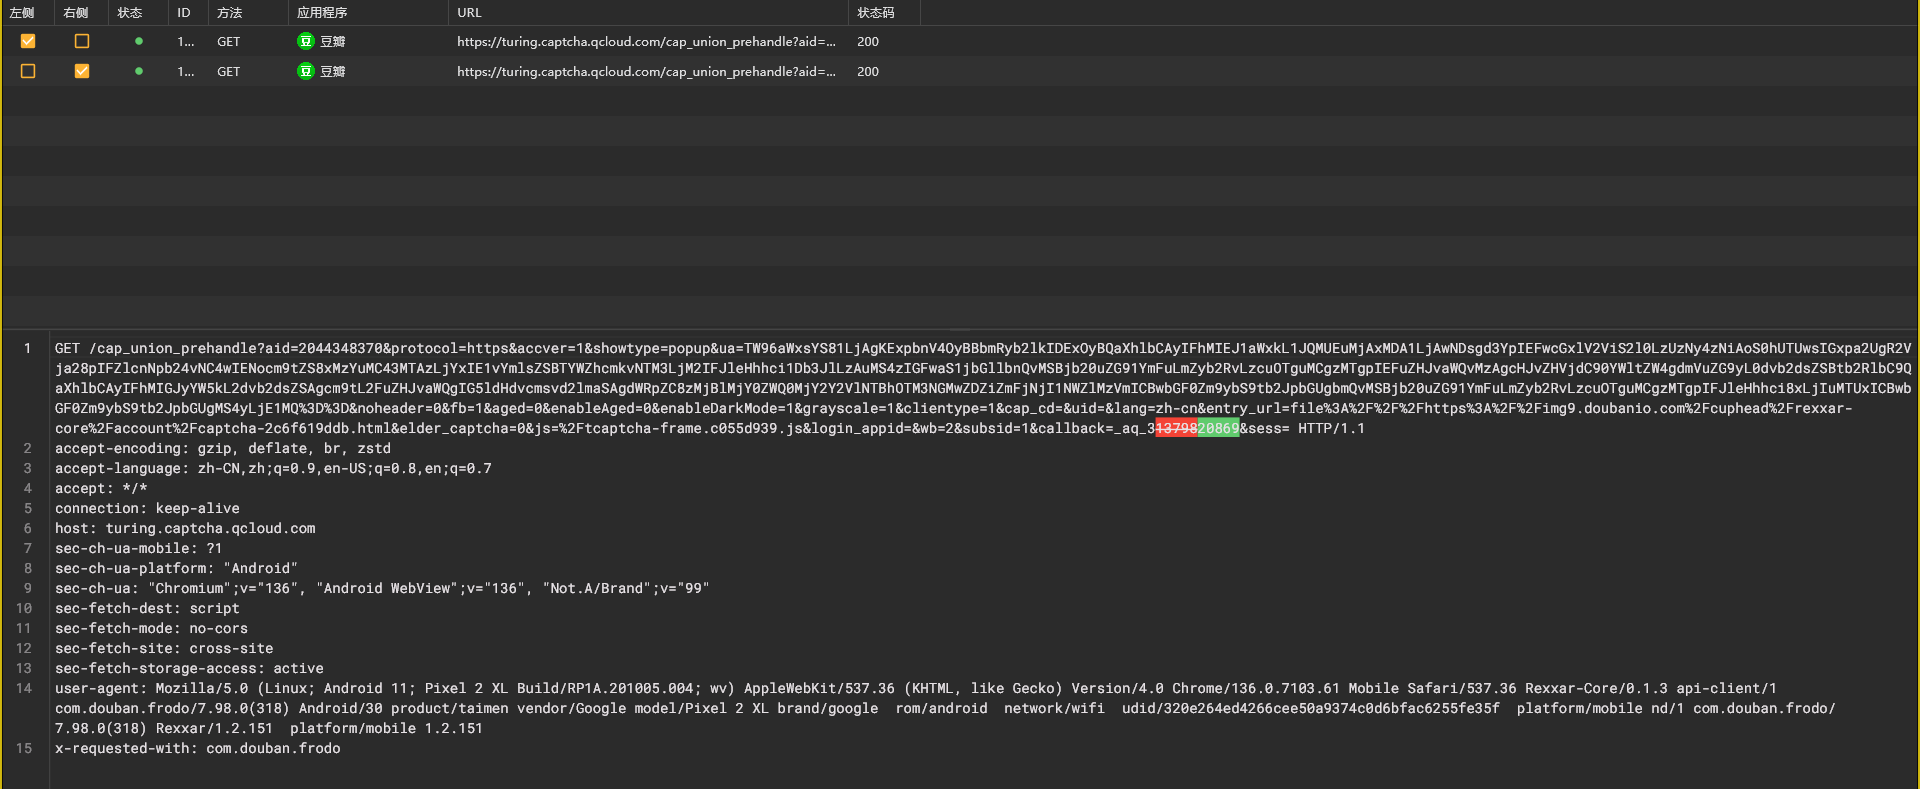 左侧 右侧 状态 ID 方法 应用程序 URL 状态码
1... GET 豆 豆瓣 https://turing.captcha.qcloud.com/cap_union_prehandle?aid=... 200
1... GET 豆 豆瓣 https://turing.captcha.qcloud.com/cap_union_prehandle?aid=... 200
1 GET /cap_union_prehandle?aid=2044348370&protocol=https&accver=1&showtype=popup&ua=TW96aWxsYS81LjAgKExpbnV4OyBBbmRyb2lkIDExOyBQaXhlbCAyIFhMIEJ1aWxkL1JQMUEuMjAxMDA1LjAwNDsgd3YpIEFwcGxlV2ViS2l0LzUzNy4zNiAoS0hUTUwsIGxpa2UgR2V
ja28pIFZlcnNpb24vNC4wIENocm9tZS8xMzYuMC43MTAzLjYxIE1vYmlsZSBTYWZhcmkvNTM3LjM2IFJleHhhci1Db3JlLzAuMS4zIGFwaS1jbGllbnQvMSBjb20uZG91YmFuLmZyb2RvLzcuOTguMCgzMTgpIEFuZHJvaWQvMzAgcHJvZHVjdC90YWltZW4gdmVuZG9yL0dvb2dsZSBtb2RlbC9Q
aXhlbCAyIFhMIGJyYW5kL2dvb2dsZSAgcm9tL2FuZHJvaWQgIG5ldHdvcmsvd2lmaSAgdWRpZC8zMjBlMjY0ZWQ0MjY2Y2VlNTBhOTM3NGMwZDZiZmFjNjI1NWZlMzVmICBwbGF0Zm9ybS9tb2JpbGUgbmQvMSBjb20uZG91YmFuLmZyb2RvLzcuOTguMCgzMTgpIFJleHhhci8xLjIuMTUxICBwb
GF0Zm9ybS9tb2JpbGUgMS4yLjE1MQ%3D%3D&noheader=0&fb=1&aged=0&enableAged=0&enableDarkMode=1&grayscale=1&clientype=1&cap_cd=&uid=&lang=zh-cn&entry_url=file%3A%2F%2F%2Fhttps%3A%2F%2Fimg9.doubanio.com%2Fcuphead%2Frexxar-
core%2Faccount%2Fcaptcha-2c6f619ddb.html&elder_captcha=0&js=%2Ftcaptcha-frame.c055d939.js&login_appid=&wb=2&subsid=1&callback=_aq_31379820869&sess= HTTP/1.1
2 accept-encoding: gzip, deflate, br, zstd
3 accept-language: zh-CN,zh;q=0.9,en-US;q=0.8,en;q=0.7
4 accept: */*
5 connection: keep-alive
6 host: turing.captcha.qcloud.com
7 sec-ch-ua-mobile: ?1
8 sec-ch-ua-platform: "Android"
9 sec-ch-ua: "Chromium";v="136", "Android WebView";v="136", "Not.A/Brand";v="99"
10 sec-fetch-dest: script
11 sec-fetch-mode: no-cors
12 sec-fetch-site: cross-site
13 sec-fetch-storage-access: active
14 user-agent: Mozilla/5.0 (Linux; Android 11; Pixel 2 XL Build/RP1A.201005.004; wv) AppleWebKit/537.36 (KHTML, like Gecko) Version/4.0 Chrome/136.0.7103.61 Mobile Safari/537.36 Rexxar-Core/0.1.3 api-client/1
com.douban.frodo/7.98.0(318) Android/30 product/taimen vendor/Google model/Pixel 2 XL brand/google  rom/android  network/wifi  udid/320e264ed4266cee50a9374c0d6bfac6255fe35f  platform/mobile nd/1 com.douban.frodo/
7.98.0(318) Rexxar/1.2.151  platform/mobile 1.2.151
15 x-requested-with: com.douban.frodo